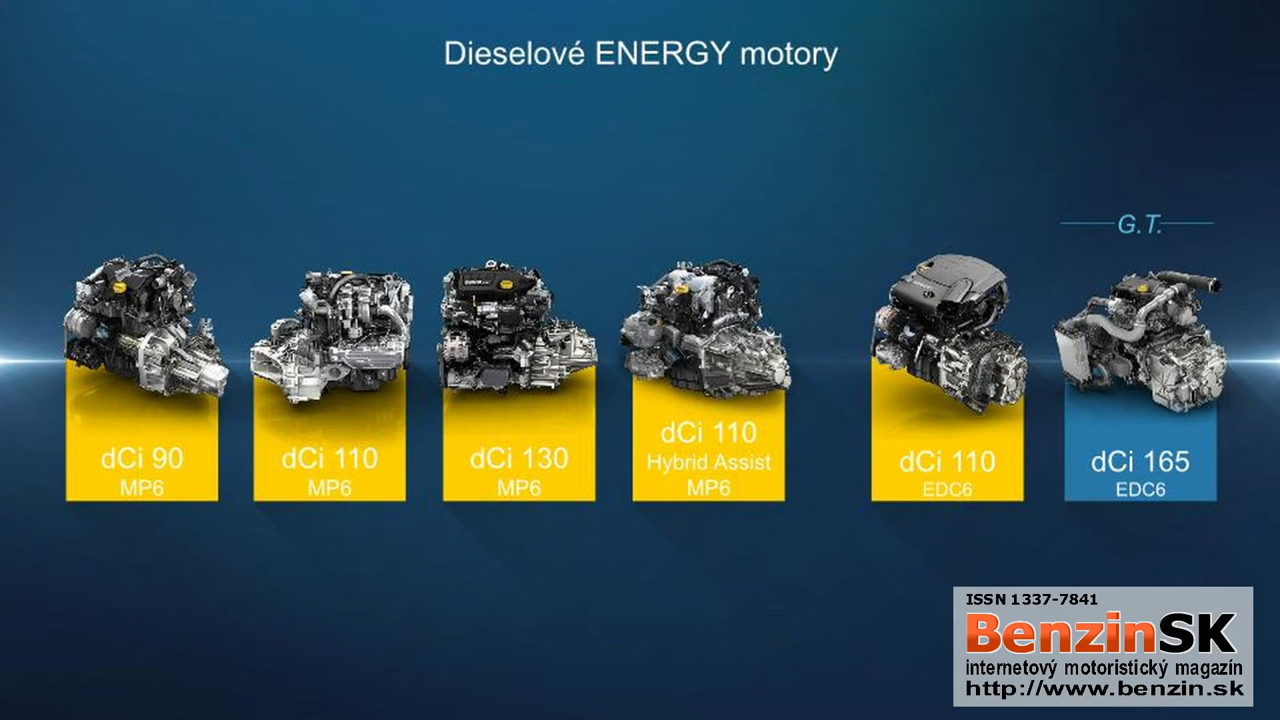 Dieselové ENERGY motory
G.T.
dCi 90
MP6
dCi 110
MP6
dCi 130
MP6
dCi 110
Hybrid Assist
MP6
dCi 110
EDC6
dCi 165
EDC6
ISSN 1337-7841
BenzinSK
internetový motoristický magazín
http://www.benzin.sk